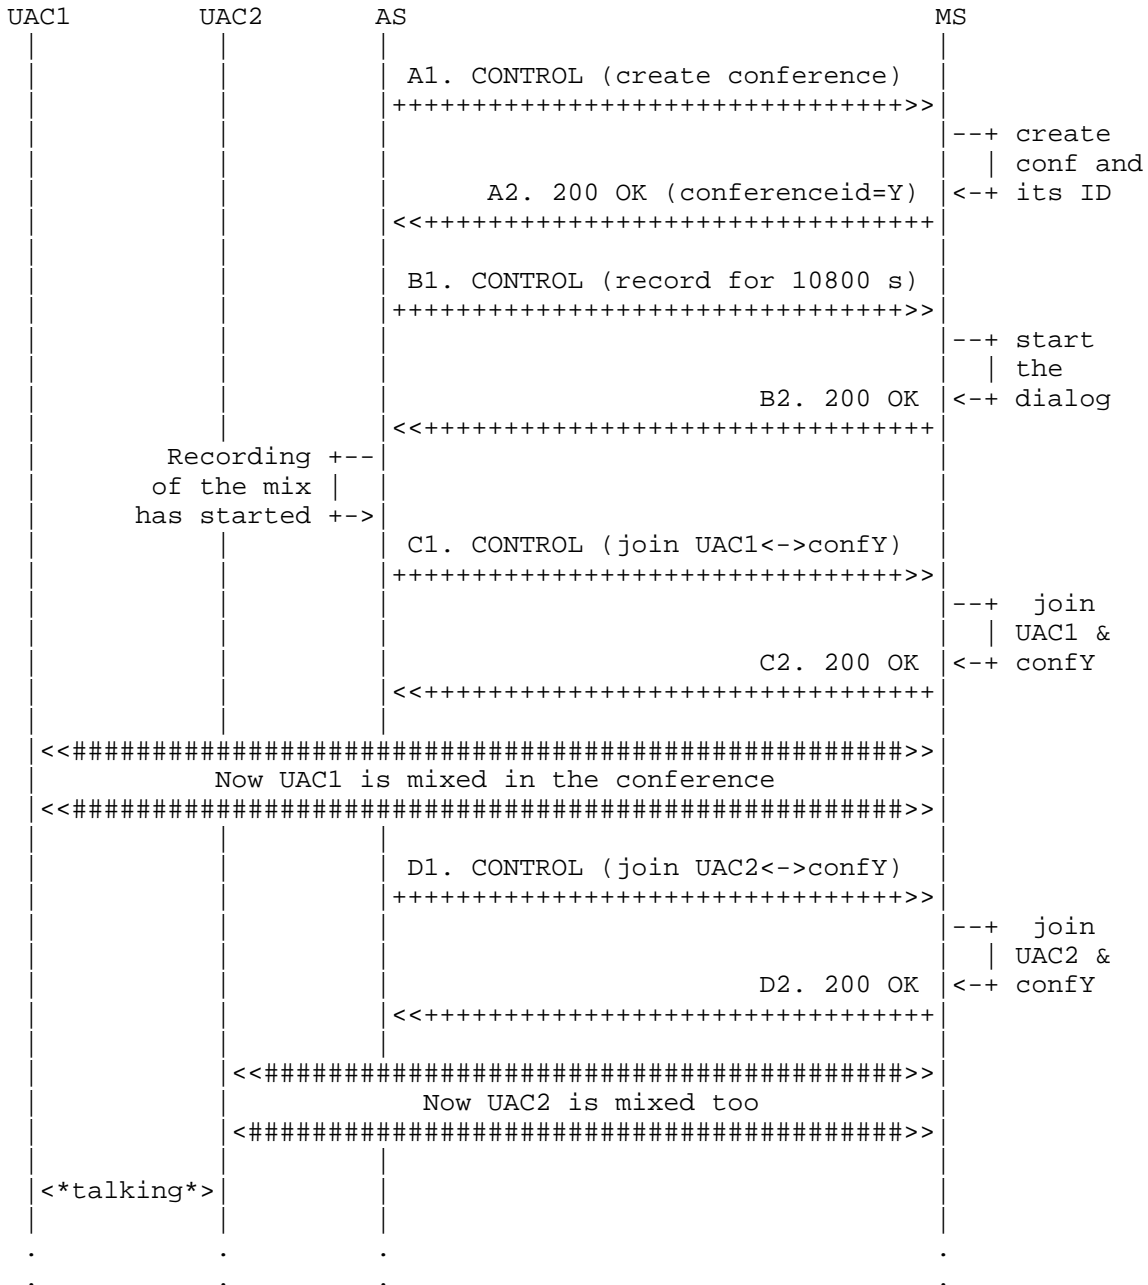 UAC1        UAC2         AS                                  MS
|           |         |                                  |
|           |         | A1. CONTROL (create conference)  |
|           |         |++++++++++++++++++++++++++++++++>>|
|           |         |                                  |--+ create
|           |         |                                  |  | conf and
|           |         |      A2. 200 OK (conferenceid=Y) |<-+ its ID
|           |         |<<++++++++++++++++++++++++++++++++|
|           |         |                                  |
|           |         | B1. CONTROL (record for 10800 s) |
|           |         |++++++++++++++++++++++++++++++++>>|
|           |         |                                  |--+ start
|           |         |                                  |  | the
|           |         |                       B2. 200 OK |<-+ dialog
|           |         |<<++++++++++++++++++++++++++++++++|
|        Recording +--|                                  |
|       of the mix |  |                                  |
|      has started +->|                                  |
|           |         | C1. CONTROL (join UAC1<->confY)  |
|           |         |++++++++++++++++++++++++++++++++>>|
|           |         |                                  |--+  join
|           |         |                                  |  | UAC1 &
|           |         |                       C2. 200 OK |<-+ confY
|           |         |<<++++++++++++++++++++++++++++++++|
|           |         |                                  |
|<<####################################################>>|
|           Now UAC1 is mixed in the conference          |
|<<####################################################>>|
|           |         |                                  |
|           |         | D1. CONTROL (join UAC2<->confY)  |
|           |         |++++++++++++++++++++++++++++++++>>|
|           |         |                                  |--+  join
|           |         |                                  |  | UAC2 &
|           |         |                       D2. 200 OK |<-+ confY
|           |         |<<++++++++++++++++++++++++++++++++|
|           |         |                                  |
|           |<<########################################>>|
|           |            Now UAC2 is mixed too           |
|           |<#########################################>>|
|           |         |                                  |
|<*talking*>|         |                                  |
|           |         |                                  |
.           .         .                                  .
.           .         .                                  .